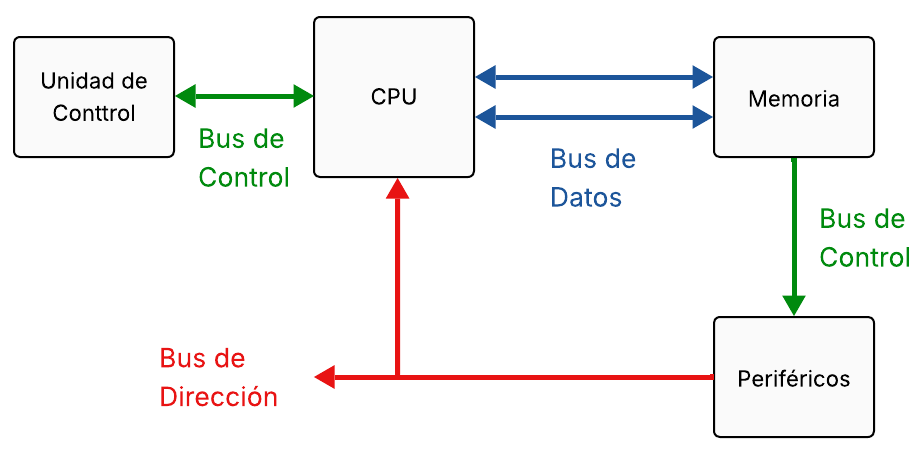 Unidad de
Conttrol
CPU
Memoria
Bus de
Control
Bus de
Datos
Bus de
Control
Bus de
Dirección
Periféricos